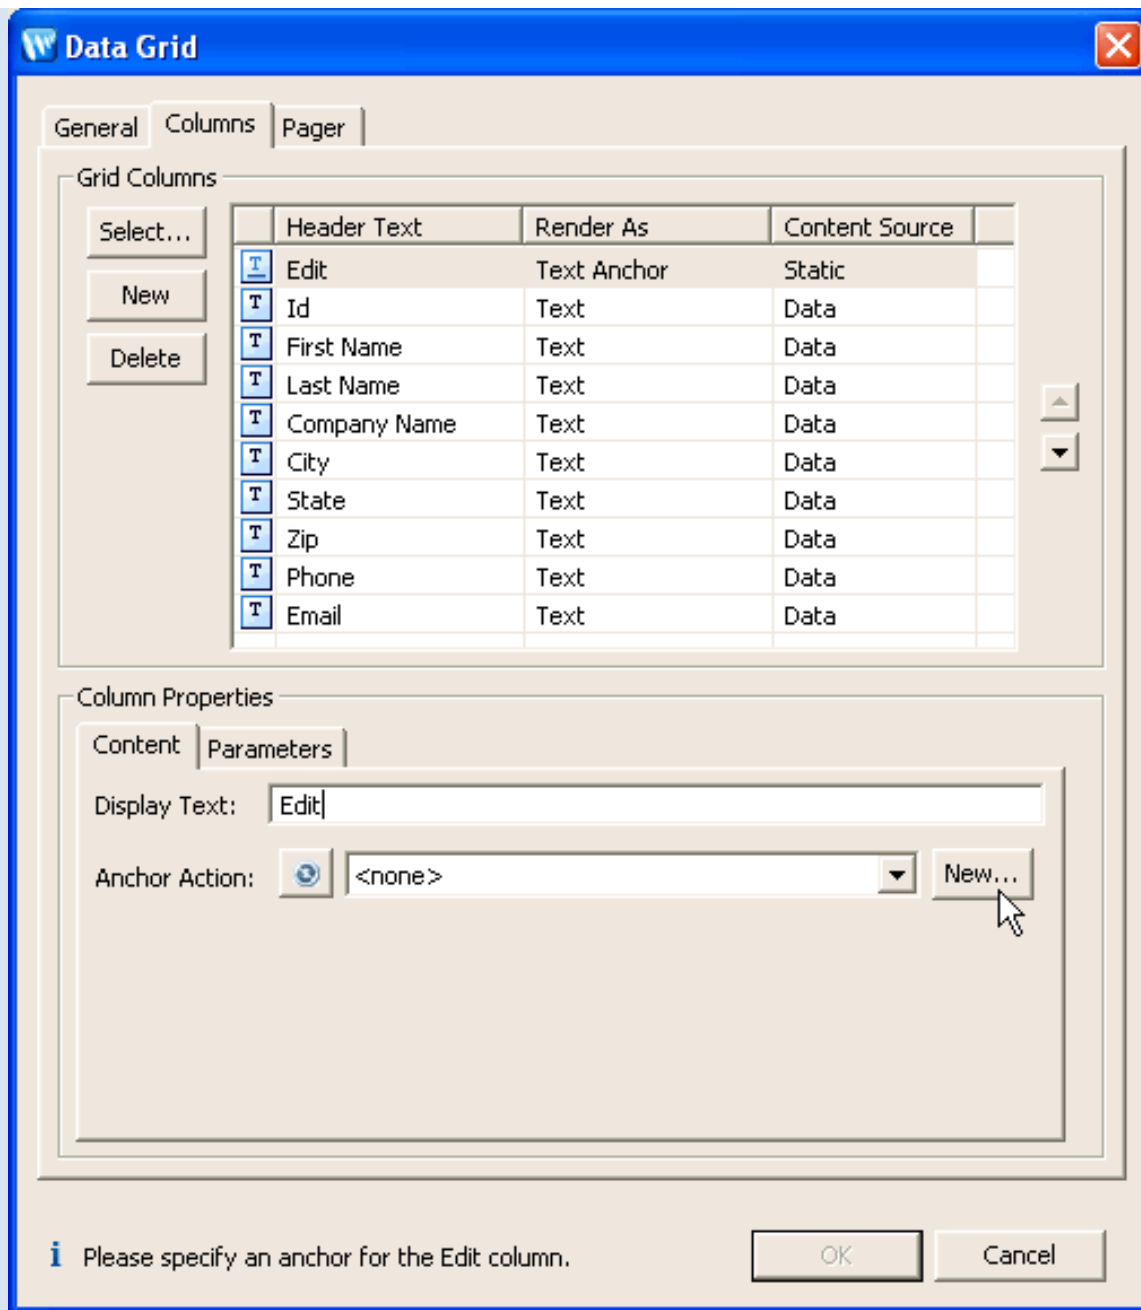 Data Grid
General Columns Pager
Grid Columns
Select...
New
Delete
Header Text Render As Content Source
T Edit Text Anchor Static
T Id Text Data
T First Name Text Data
T Last Name Text Data
T Company Name Text Data
T City Text Data
T State Text Data
T Zip Text Data
T Phone Text Data
T Email Text Data
Column Properties
Content Parameters
Display Text: Edit
Anchor Action: <none> New...
i Please specify an anchor for the Edit column.
OK Cancel